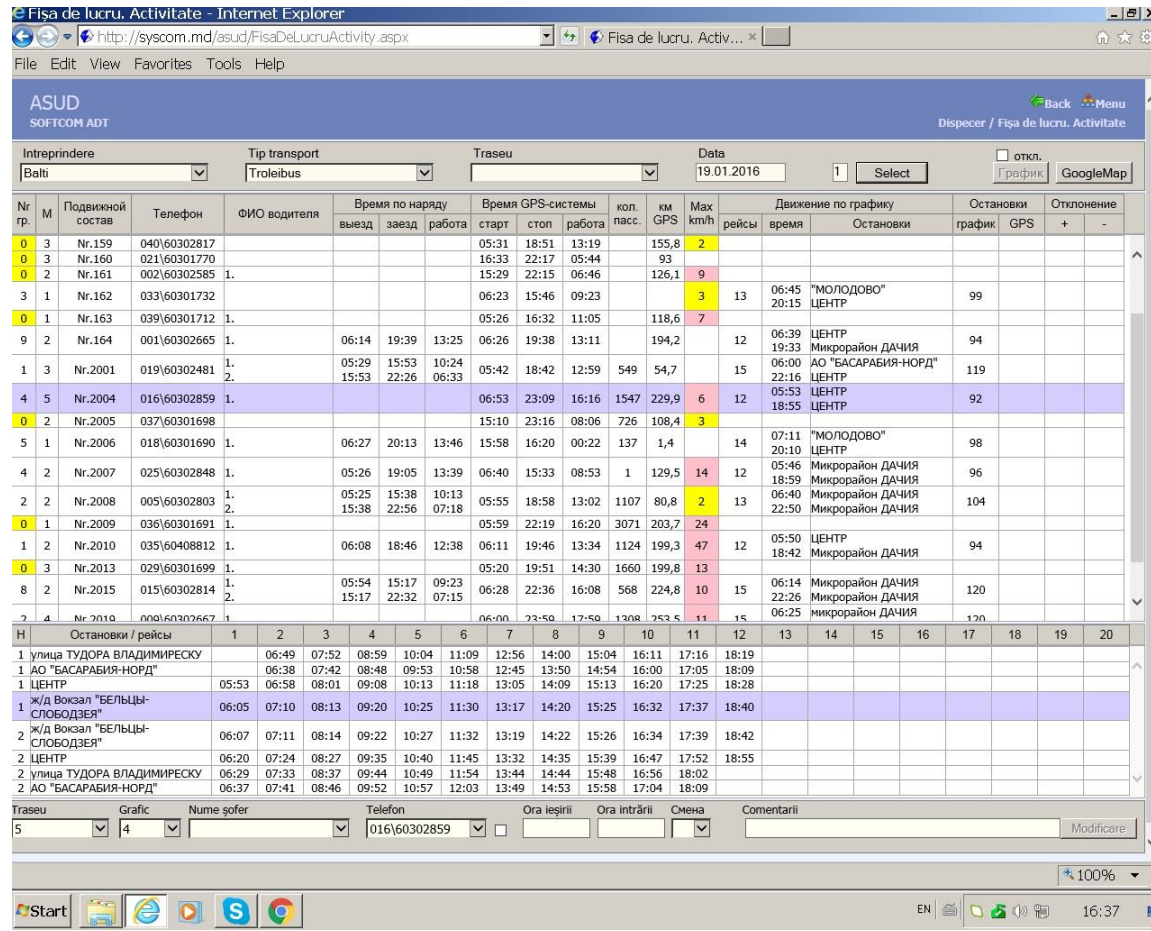 Fişa de lucru. Activitate - Internet Explorer
http://syscom.md/asud/FisaDeLucruActivity.aspx Fisa de lucru. Activ... ×
File Edit View Favorites Tools Help
ASUD Back Menu
SOFTCOM ADT Dispecer / Fişa de lucru. Activitate
Intreprindere Tip transport Traseu Data откл.
Balti Troleibus 19.01.2016 1 Select График GoogleMap
Nr гр. М Подвижной состав Телефон ФИО водителя Время по наряду Время GPS-системы кол. пасс. км GPS Max km/h Движение по графику Остановки Отклонение
выезд заезд работа старт стоп работа рейсы время Остановки график GPS + -
0 3 Nr.159 040\60302817 05:31 18:51 13:19 155,8 2
0 3 Nr.160 021\60301770 16:33 22:17 05:44 93
0 2 Nr.161 002\60302585 1. 15:29 22:15 06:46 126,1 9
3 1 Nr.162 033\60301732 06:23 15:46 09:23 3 13 06:45 "МОЛОДОВО" 99
20:15 ЦЕНТР
0 1 Nr.163 039\60301712 1. 05:26 16:32 11:05 118,6 7
9 2 Nr.164 001\60302665 1. 06:14 19:39 13:25 06:26 19:38 13:11 194,2 12 06:39 ЦЕНТР 94
19:33 Микрорайон ДАЧИЯ
1 3 Nr.2001 019\60302481 1. 05:29 15:53 10:24 05:42 18:42 12:59 549 54,7 15 06:00 АО "БАСАРАБИЯ-НОРД" 119
2. 15:53 22:26 06:33 22:16 ЦЕНТР
4 5 Nr.2004 016\60302859 1. 06:53 23:09 16:16 1547 229,9 6 12 05:53 ЦЕНТР 92
18:55 ЦЕНТР
0 2 Nr.2005 037\60301698 15:10 23:16 08:06 726 108,4 3
5 1 Nr.2006 018\60301690 1. 06:27 20:13 13:46 15:58 16:20 00:22 137 1,4 14 07:11 "МОЛОДОВО" 98
20:10 ЦЕНТР
4 2 Nr.2007 025\60302848 1. 05:26 19:05 13:39 06:40 15:33 08:53 1 129,5 14 12 05:46 Микрорайон ДАЧИЯ 96
18:59 Микрорайон ДАЧИЯ
2 2 Nr.2008 005\60302803 1. 05:25 15:38 10:13 05:55 18:58 13:02 1107 80,8 2 13 06:40 Микрорайон ДАЧИЯ 104
2. 15:38 22:56 07:18 22:50 Микрорайон ДАЧИЯ
0 1 Nr.2009 036\60301691 1. 05:59 22:19 16:20 3071 203,7 24
1 2 Nr.2010 035\60408812 1. 06:08 18:46 12:38 06:11 19:46 13:34 1124 199,3 47 12 05:50 ЦЕНТР 94
18:42 Микрорайон ДАЧИЯ
0 3 Nr.2013 029\60301699 1. 05:20 19:51 14:30 1660 199,8 13
8 2 Nr.2015 015\60302814 1. 05:54 15:17 09:23 06:28 22:36 16:08 568 224,8 10 15 06:14 Микрорайон ДАЧИЯ 120
2. 15:17 22:32 07:15 22:26 Микрорайон ДАЧИЯ
2 4 Nr.2019 009\60302667 1. 06:00 23:59 17:59 1308 253,5 11 15 06:25 микрорайон ДАЧИЯ 120
Н Остановки / рейсы 1 2 3 4 5 6 7 8 9 10 11 12 13 14 15 16 17 18 19 20
1 улица ТУДОРА ВЛАДИМИРЕСКУ 06:49 07:52 08:59 10:04 11:09 12:56 14:00 15:04 16:11 17:16 18:19
1 АО "БАСАРАБИЯ-НОРД" 06:38 07:42 08:48 09:53 10:58 12:45 13:50 14:54 16:00 17:05 18:09
1 ЦЕНТР 05:53 06:58 08:01 09:08 10:13 11:18 13:05 14:09 15:13 16:20 17:25 18:28
1 ж/д Вокзал "БЕЛЬЦЫ-СЛОБОДЗЕЯ" 06:05 07:10 08:13 09:20 10:25 11:30 13:17 14:20 15:25 16:32 17:37 18:40
2 ж/д Вокзал "БЕЛЬЦЫ-СЛОБОДЗЕЯ" 06:07 07:11 08:14 09:22 10:27 11:32 13:19 14:22 15:26 16:34 17:39 18:42
2 ЦЕНТР 06:20 07:24 08:27 09:35 10:40 11:45 13:32 14:35 15:39 16:47 17:52 18:55
2 улица ТУДОРА ВЛАДИМИРЕСКУ 06:29 07:33 08:37 09:44 10:49 11:54 13:44 14:44 15:48 16:56 18:02
2 АО "БАСАРАБИЯ-НОРД" 06:37 07:41 08:46 09:52 10:57 12:03 13:49 14:53 15:58 17:04 18:09
Traseu Grafic Nume şofer Telefon Ora ieşirii Ora intrării Смена Comentarii
5 4 016\60302859 Modificare
100%
Start EN 16:37